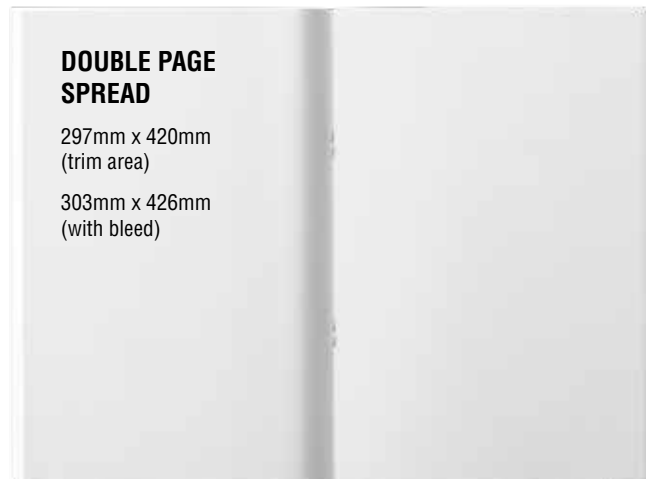 DOUBLE PAGE
SPREAD
297mm x 420mm
(trim area)
303mm x 426mm
(with bleed)